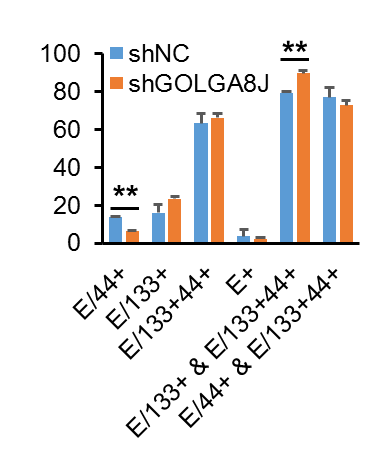 100
80
60
40
20
0
shNC
shGOLGA8J
**
**
E/44+
E/133+
E/133+44+
E+
E/133+ & E/133+44+
E/44+ & E/133+44+